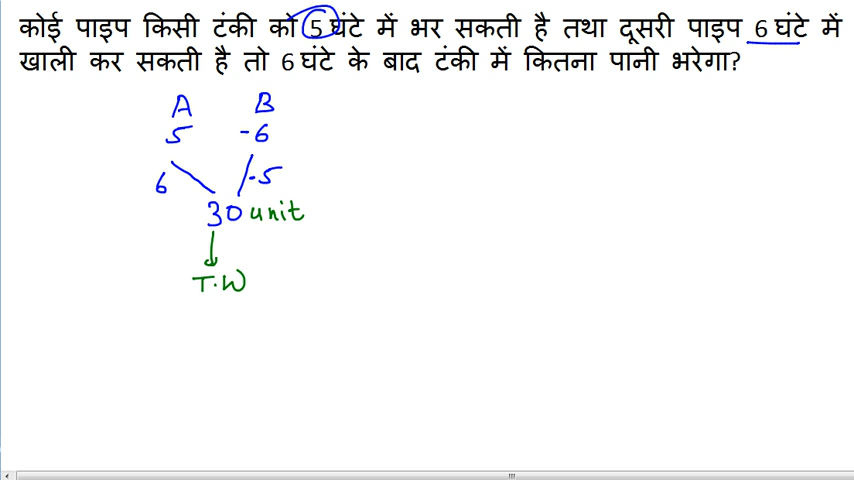 कोई पाइप किसी टंकी को 5 घंटे में भर सकती है तथा दूसरी पाइप 6 घंटे में
खाली कर सकती है तो 6 घंटे के बाद टंकी में कितना पानी भरेगा?
A B
5 -6
6 -5
30 unit
T.W